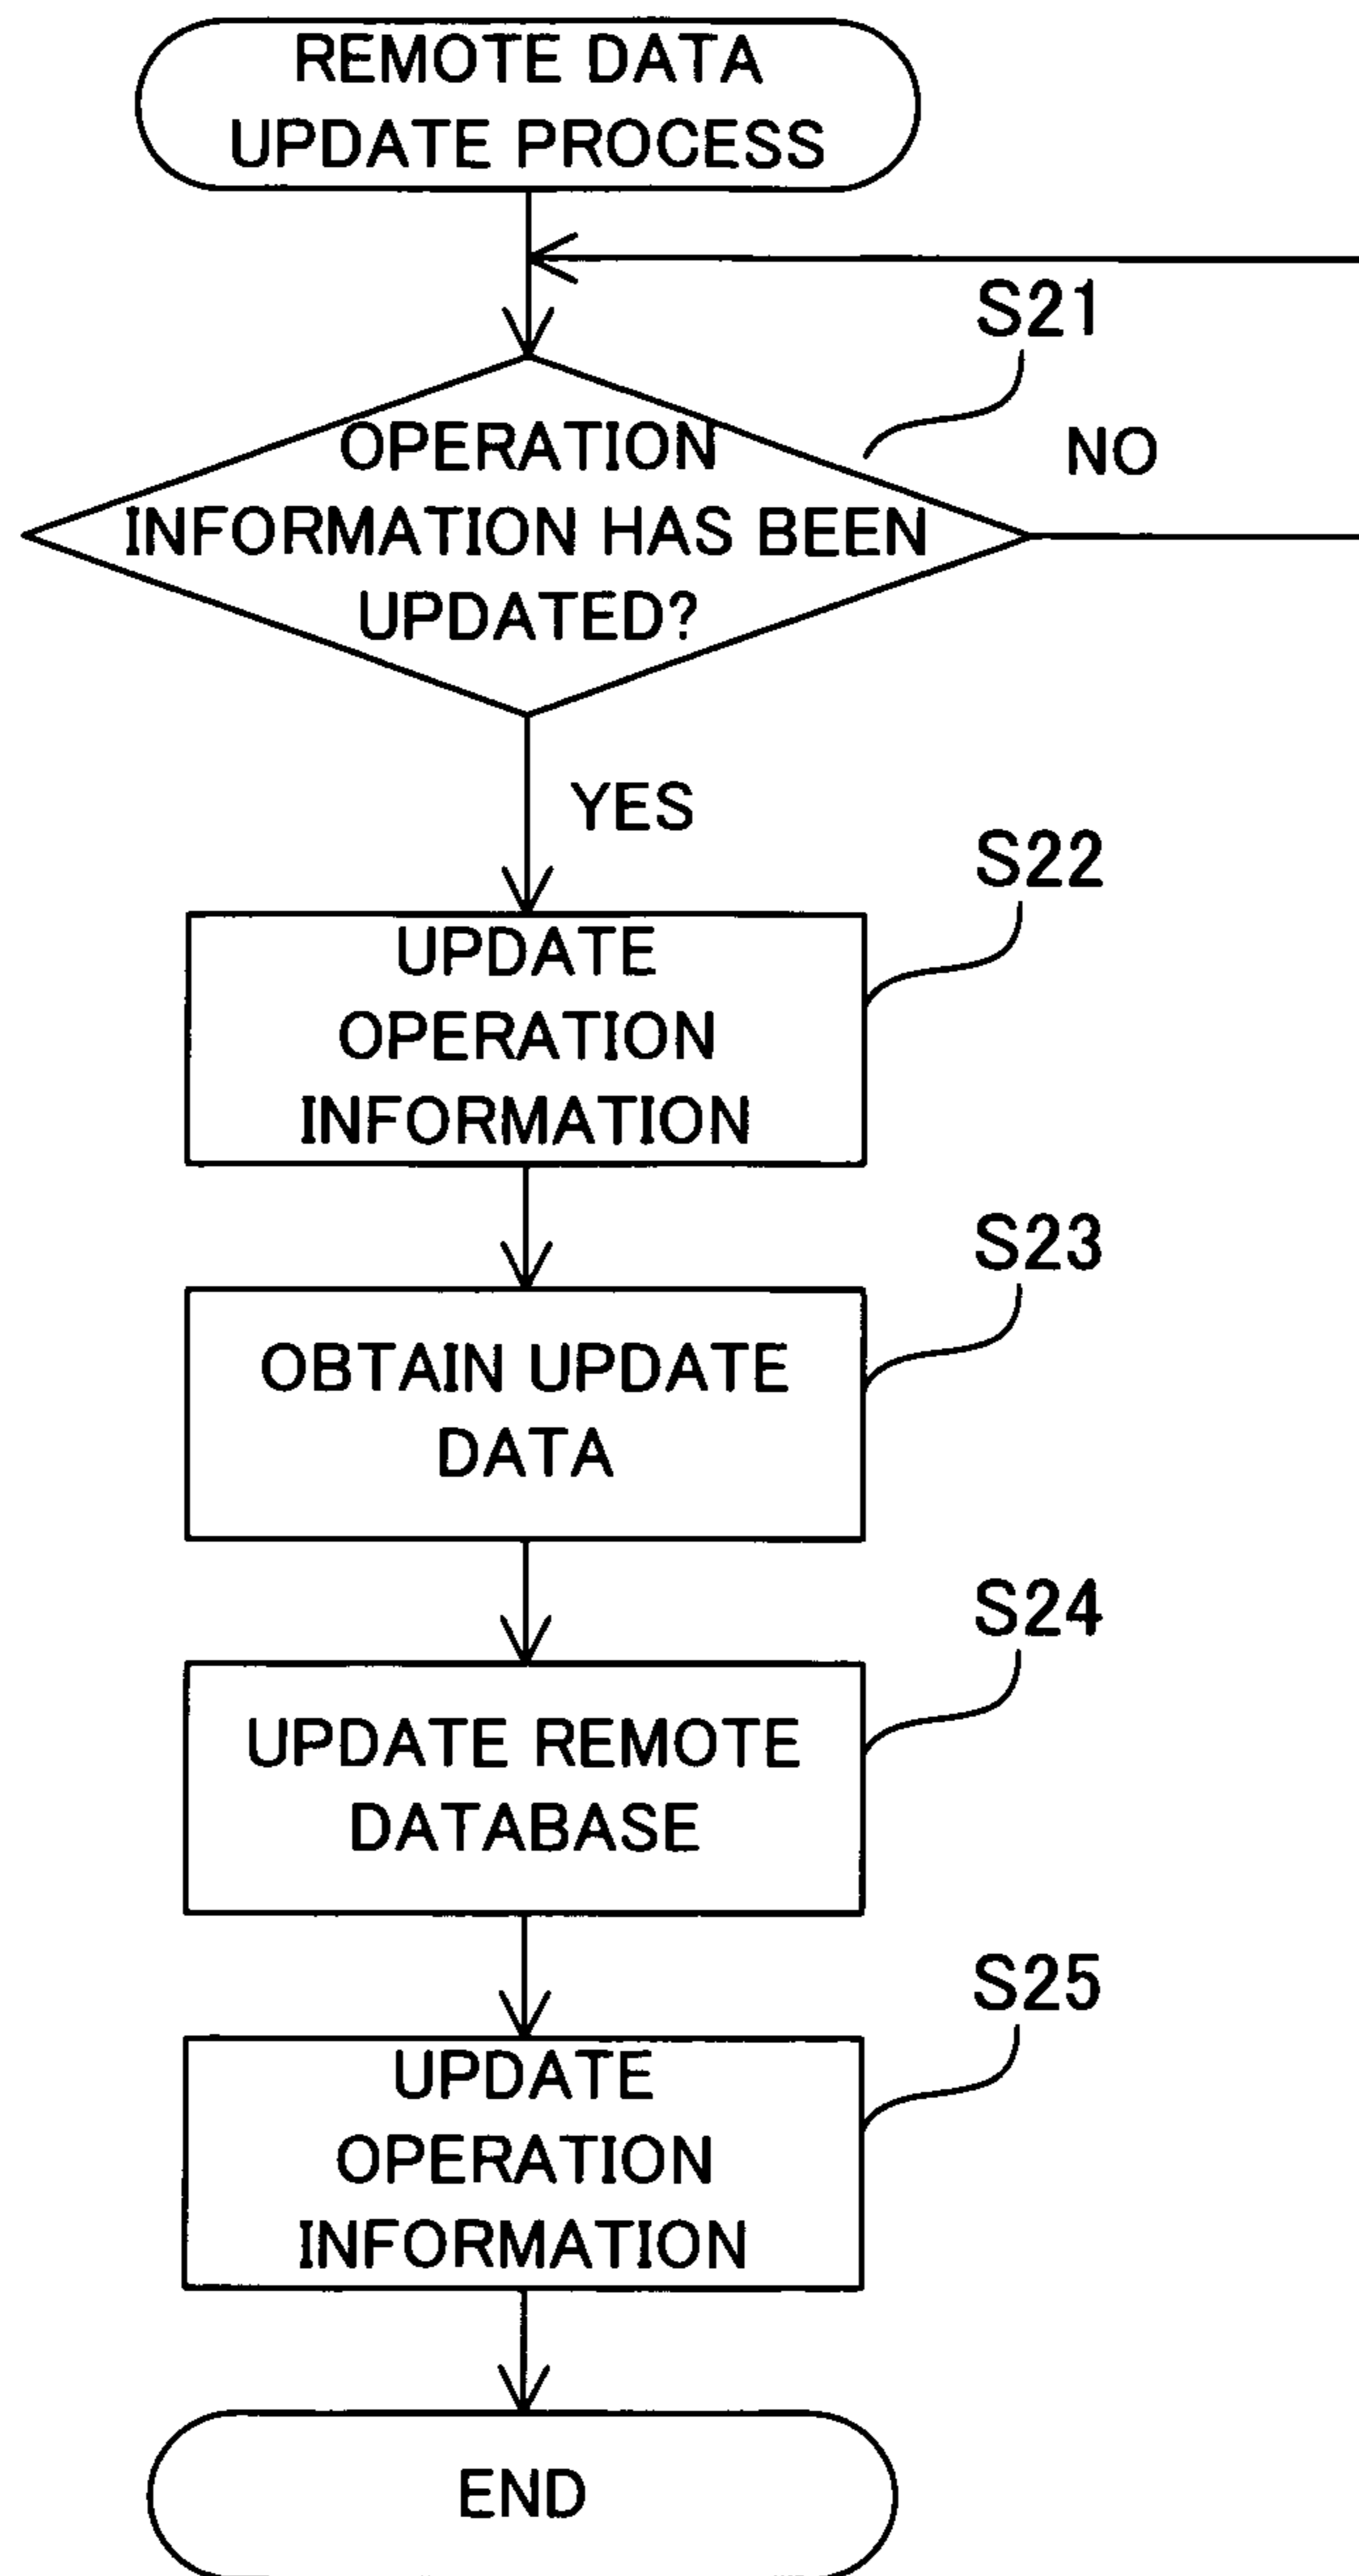 REMOTE DATA
UPDATE PROCESS
S21
OPERATION
INFORMATION HAS BEEN
UPDATED?
NO
YES
S22
UPDATE
OPERATION
INFORMATION
S23
OBTAIN UPDATE
DATA
S24
UPDATE REMOTE
DATABASE
S25
UPDATE
OPERATION
INFORMATION
END